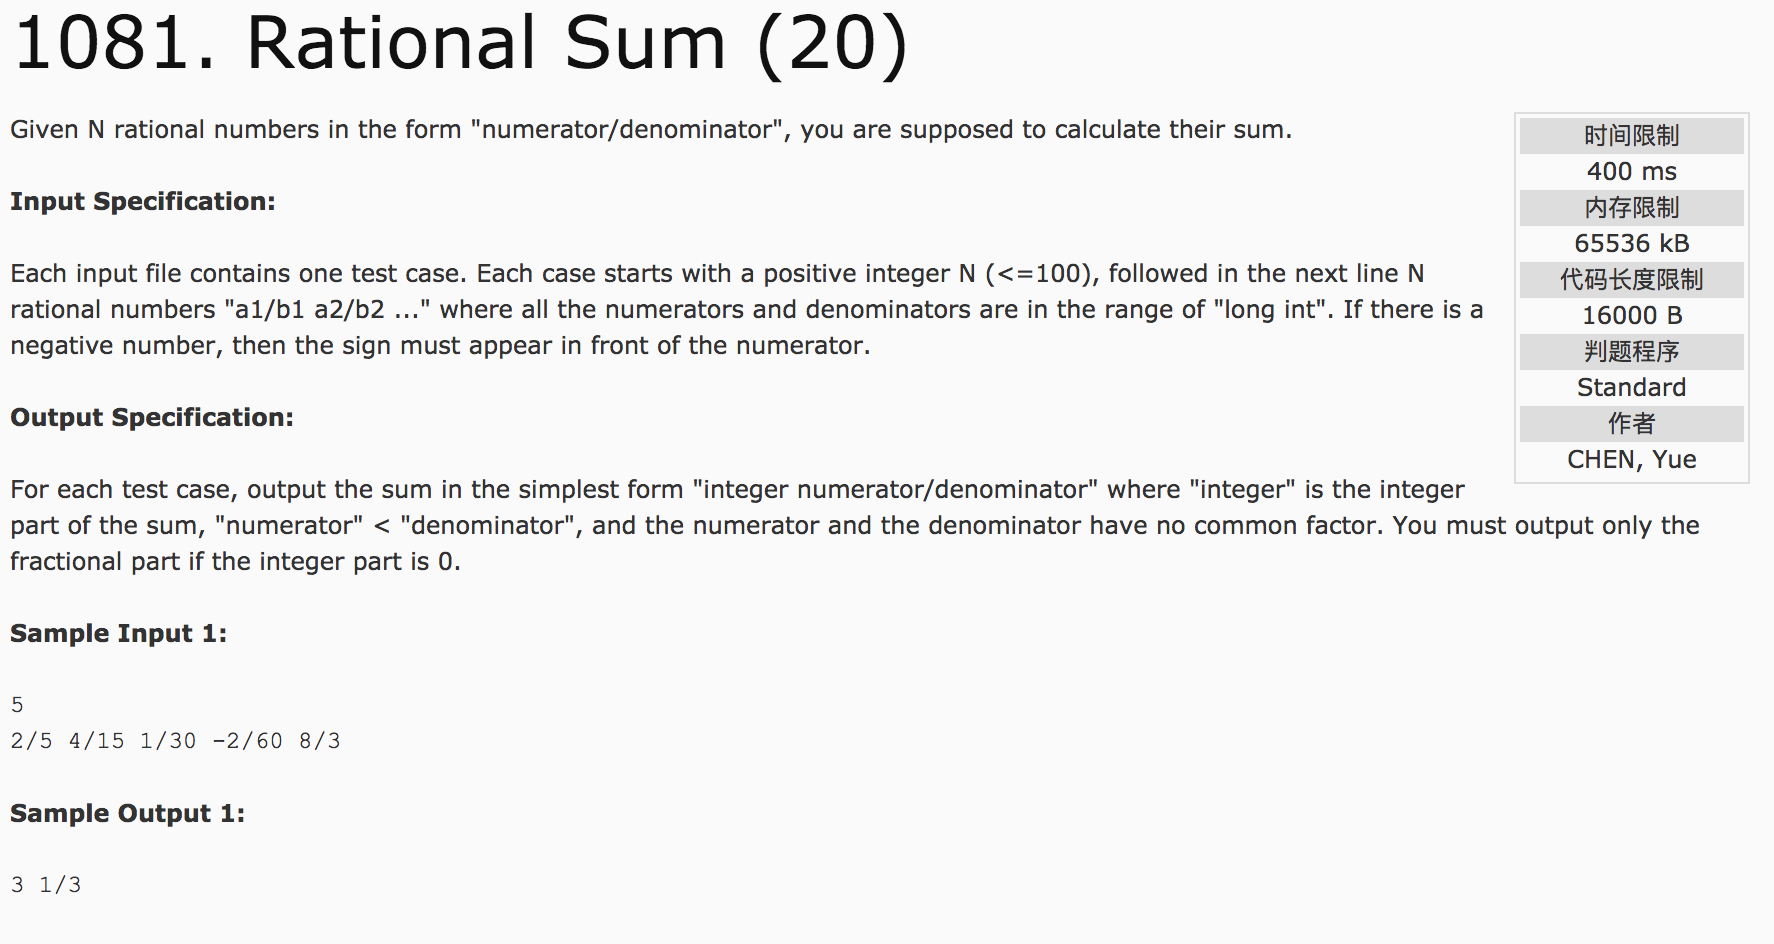 1081. Rational Sum (20)
Given N rational numbers in the form "numerator/denominator", you are supposed to calculate their sum.
时间限制
400 ms
内存限制
65536 kB
代码长度限制
16000 B
判题程序
Standard
作者
CHEN, Yue
Input Specification:
Each input file contains one test case. Each case starts with a positive integer N (<=100), followed in the next line N
rational numbers "a1/b1 a2/b2 ..." where all the numerators and denominators are in the range of "long int". If there is a
negative number, then the sign must appear in front of the numerator.
Output Specification:
For each test case, output the sum in the simplest form "integer numerator/denominator" where "integer" is the integer
part of the sum, "numerator" < "denominator", and the numerator and the denominator have no common factor. You must output only the
fractional part if the integer part is 0.
Sample Input 1:
5
2/5 4/15 1/30 -2/60 8/3
Sample Output 1:
3 1/3